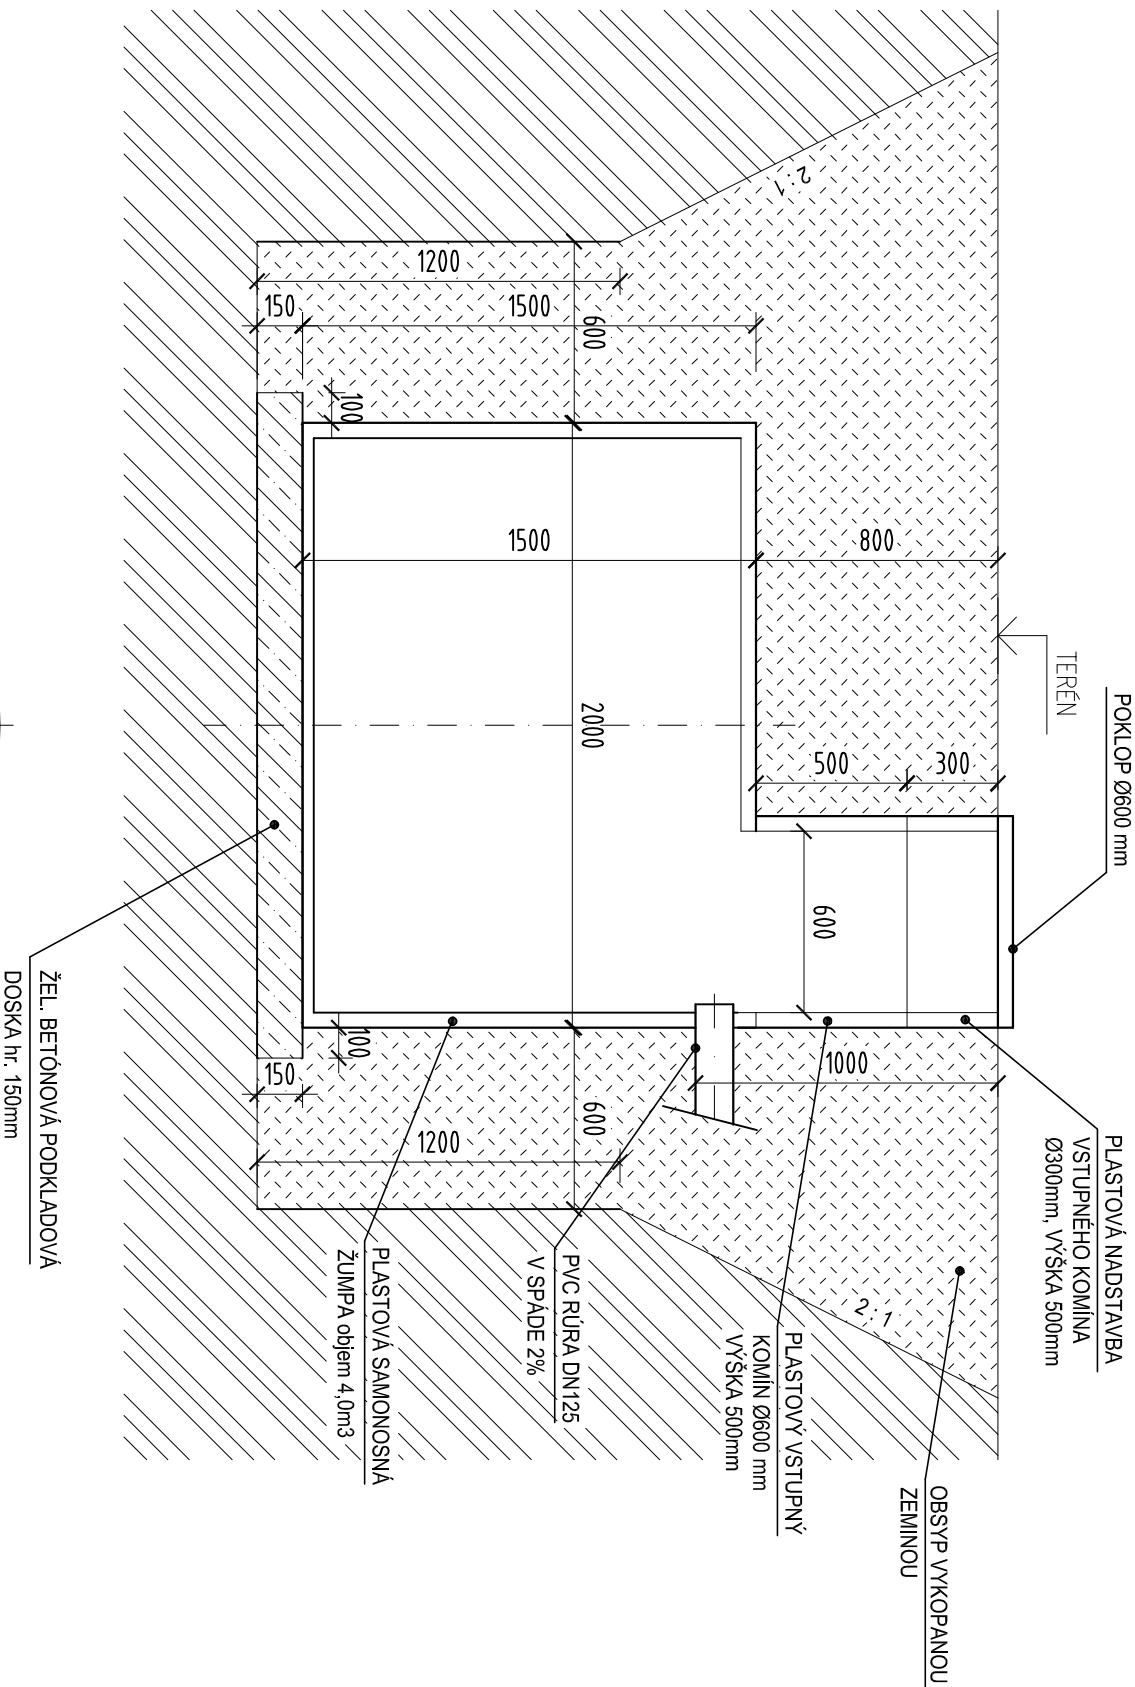 POKLOP Ø600 mm
TERÉN
PLASTOVÁ NADSTAVBA
VSTUPNÉHO KOMÍNA
Ø300mm, VÝŠKA 500mm
OBSYP VYKOPANOU
ZEMINOU
PLASTOVÝ VSTUPNÝ
KOMÍN Ø600 mm
VÝŠKA 500mm
PVC RÚRA DN125
V SPÁDE 2%
PLASTOVÁ SAMONOSNÁ
ŽUMPA objem 4,0m3
ŽEL. BETÓNOVÁ PODKLADOVÁ
DOSKA hr. 150mm
2:1
2:1
800
300
500
600
1000
1500
1500
600
2000
600
1200
1200
150
150
100
100